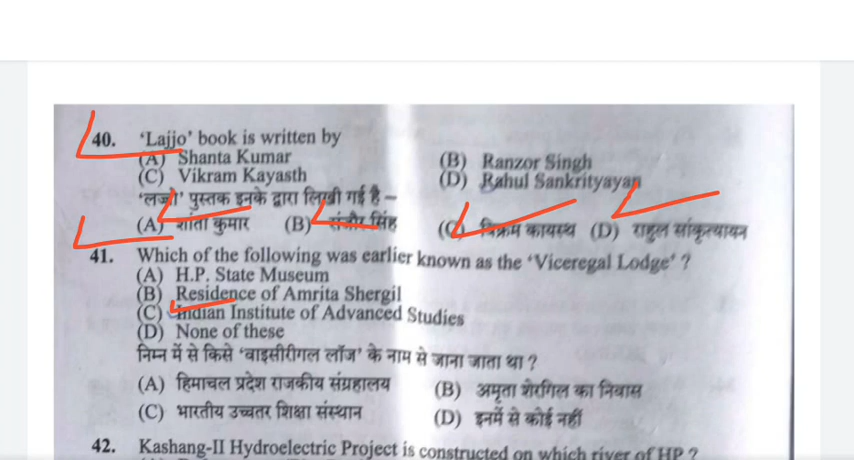 40. 'Lajjo' book is written by
(A) Shanta Kumar (B) Ranzor Singh
(C) Vikram Kayasth (D) Rahul Sankrityayan
'लज्जो' पुस्तक इनके द्वारा लिखी गई है –
(A) शांता कुमार (B) सिंह (C) विक्रम कायस्थ (D) राहुल सांकृत्यायन
41. Which of the following was earlier known as the 'Viceregal Lodge' ?
(A) H.P. State Museum
(B) Residence of Amrita Shergil
(C) Indian Institute of Advanced Studies
(D) None of these
निम्न में से किसे 'वाइसरीगल लॉज' के नाम से जाना जाता था ?
(A) हिमाचल प्रदेश राजकीय संग्रहालय (B) अमृता शेरगिल का निवास
(C) भारतीय उच्चतर शिक्षा संस्थान (D) इनमें से कोई नहीं
42. Kashang-II Hydroelectric Project is constructed on which river of HP ?